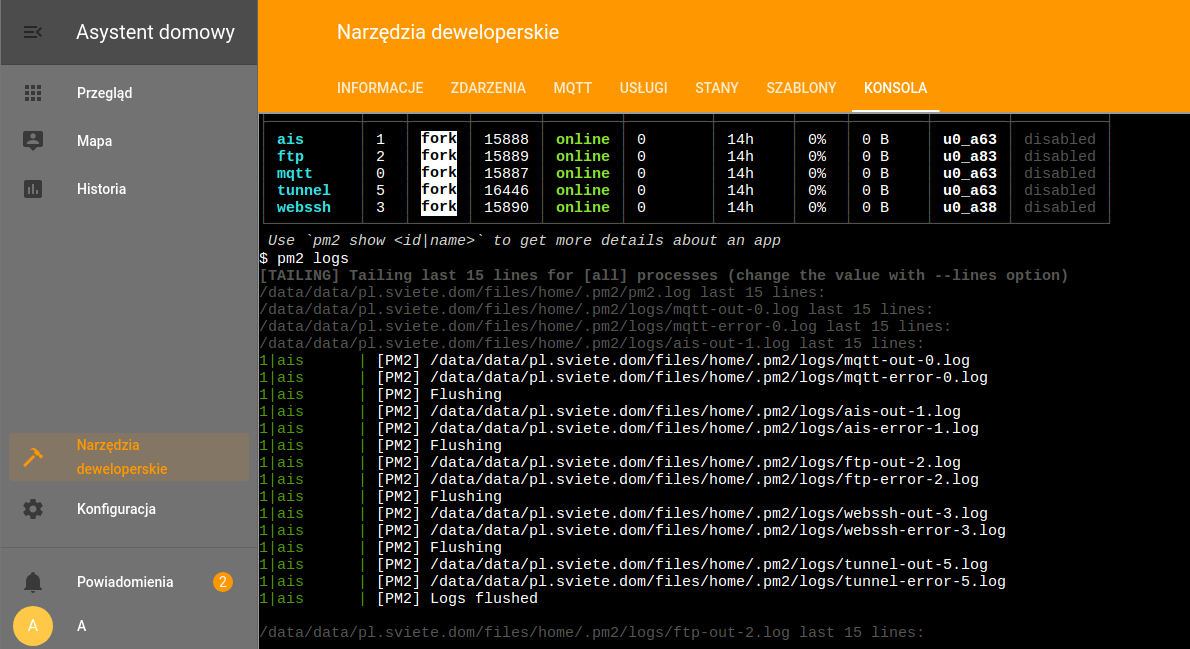 Asystent domowy
Przegląd
Mapa
Historia
Narzędzia
deweloperskie
Konfiguracja
Powiadomienia 2
A A
Narzędzia deweloperskie
INFORMACJE ZDARZENIA MQTT USŁUGI STANY SZABLONY KONSOLA
ais 1 fork 15888 online 0 14h 0% 0 B u0_a63 disabled
ftp 2 fork 15889 online 0 14h 0% 0 B u0_a83 disabled
mqtt 0 fork 15887 online 0 14h 0% 0 B u0_a63 disabled
tunnel 5 fork 16446 online 0 14h 0% 0 B u0_a63 disabled
webssh 3 fork 15890 online 0 14h 0% 0 B u0_a38 disabled
Use `pm2 show <id|name>` to get more details about an app
$ pm2 logs
[TAILING] Tailing last 15 lines for [all] processes (change the value with --lines option)
/data/data/pl.sviete.dom/files/home/.pm2/pm2.log last 15 lines:
/data/data/pl.sviete.dom/files/home/.pm2/logs/mqtt-out-0.log last 15 lines:
/data/data/pl.sviete.dom/files/home/.pm2/logs/mqtt-error-0.log last 15 lines:
/data/data/pl.sviete.dom/files/home/.pm2/logs/ais-out-1.log last 15 lines:
1|ais | [PM2] /data/data/pl.sviete.dom/files/home/.pm2/logs/mqtt-out-0.log
1|ais | [PM2] /data/data/pl.sviete.dom/files/home/.pm2/logs/mqtt-error-0.log
1|ais | [PM2] Flushing
1|ais | [PM2] /data/data/pl.sviete.dom/files/home/.pm2/logs/ais-out-1.log
1|ais | [PM2] /data/data/pl.sviete.dom/files/home/.pm2/logs/ais-error-1.log
1|ais | [PM2] Flushing
1|ais | [PM2] /data/data/pl.sviete.dom/files/home/.pm2/logs/ftp-out-2.log
1|ais | [PM2] /data/data/pl.sviete.dom/files/home/.pm2/logs/ftp-error-2.log
1|ais | [PM2] Flushing
1|ais | [PM2] /data/data/pl.sviete.dom/files/home/.pm2/logs/webssh-out-3.log
1|ais | [PM2] /data/data/pl.sviete.dom/files/home/.pm2/logs/webssh-error-3.log
1|ais | [PM2] Flushing
1|ais | [PM2] /data/data/pl.sviete.dom/files/home/.pm2/logs/tunnel-out-5.log
1|ais | [PM2] /data/data/pl.sviete.dom/files/home/.pm2/logs/tunnel-error-5.log
1|ais | [PM2] Logs flushed
/data/data/pl.sviete.dom/files/home/.pm2/logs/ftp-out-2.log last 15 lines: